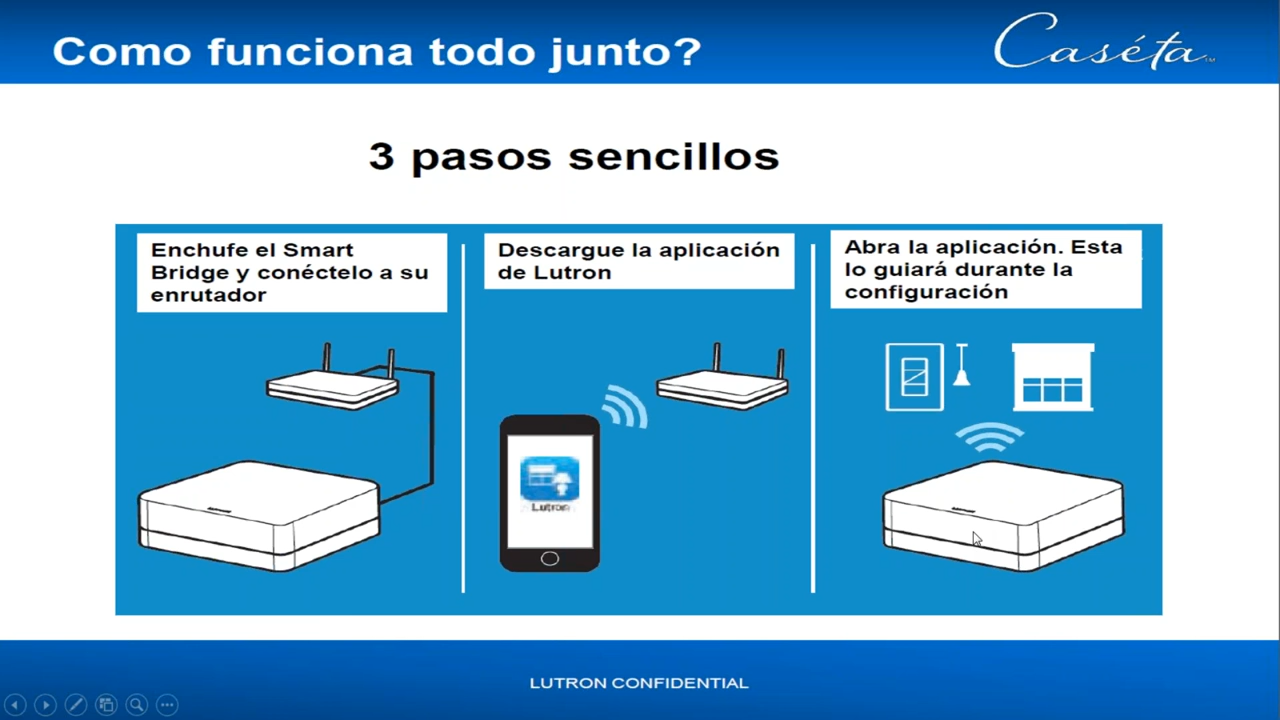 Como funciona todo junto?
Caséta
3 pasos sencillos
Enchufe el Smart
Bridge y conéctelo a su
enrutador
Descargue la aplicación
de Lutron
Abra la aplicación. Esta
lo guiará durante la
configuración
Lutron
LUTRON CONFIDENTIAL